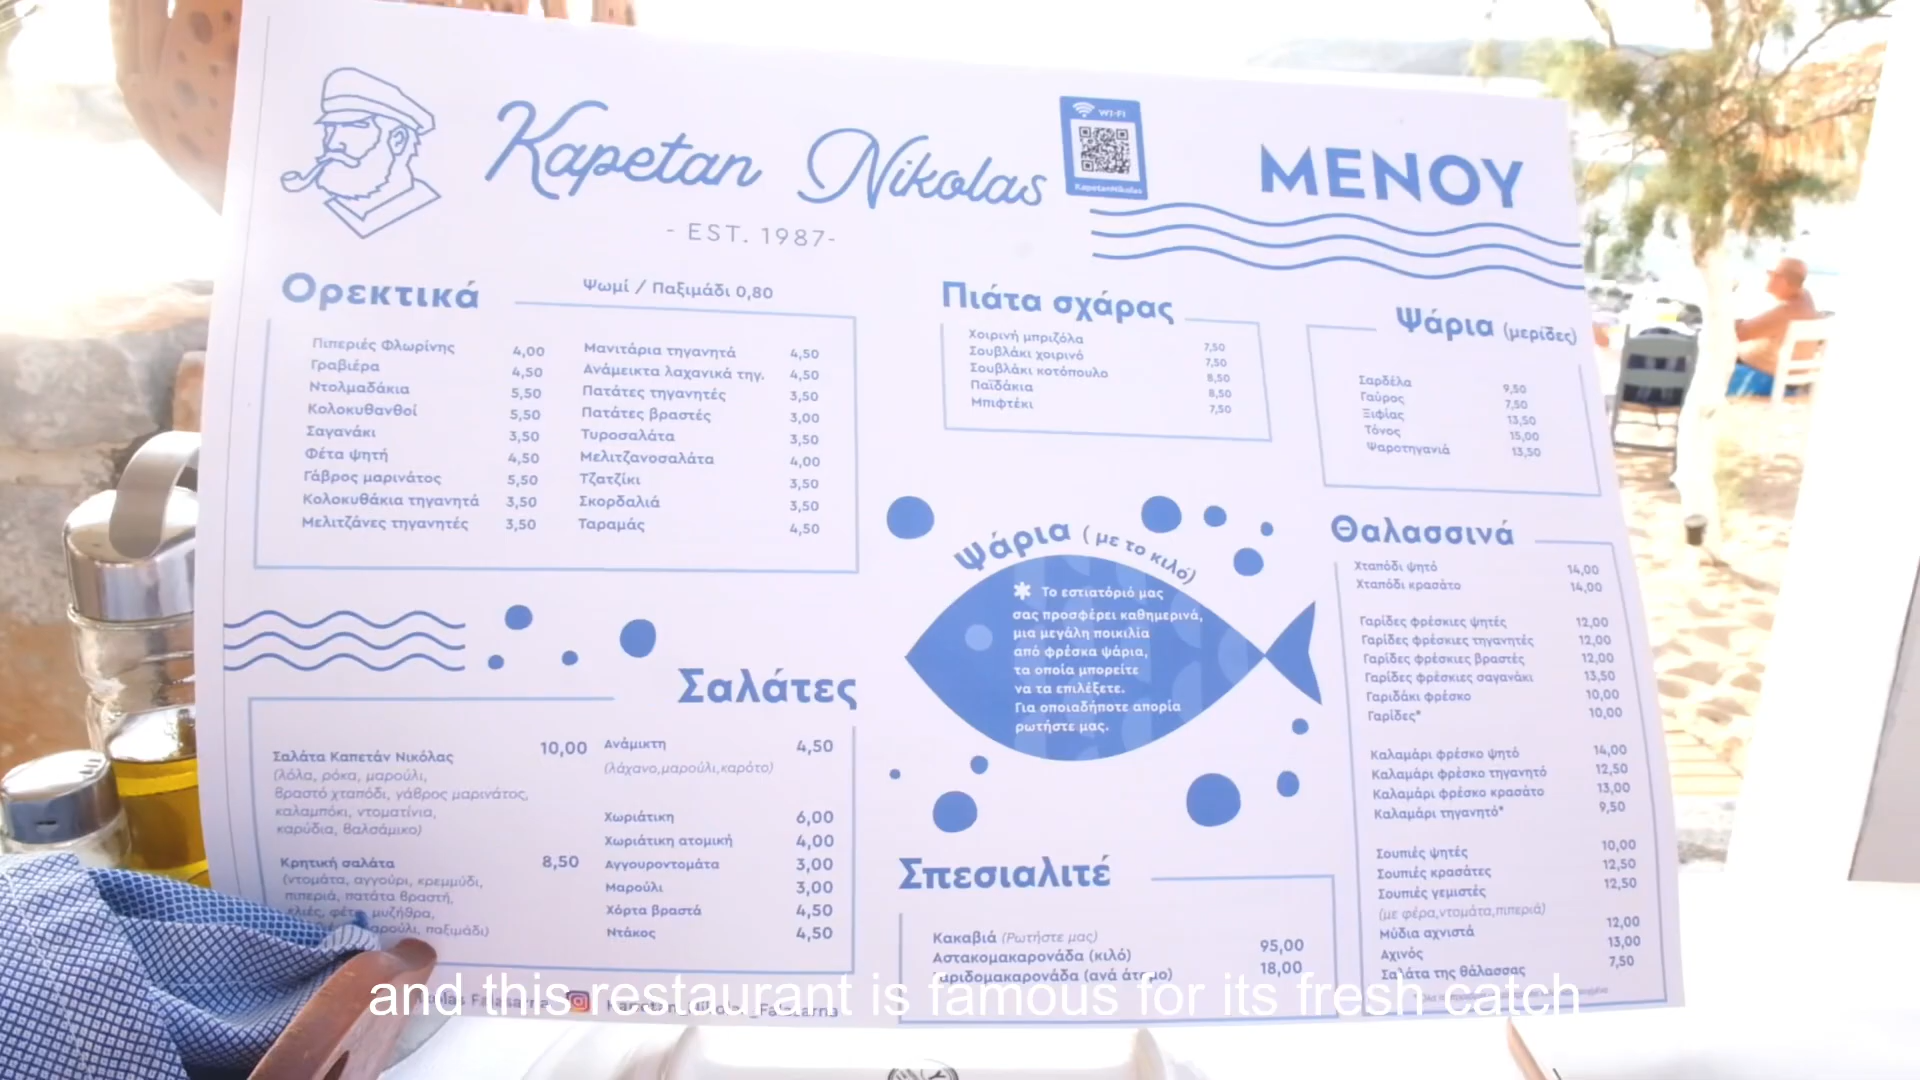 Kapetan Nikolas
WI-FI
KapetanNikolas
ΜΕΝΟΥ
- EST. 1987-
Ορεκτικά
Ψωμί / Παξιμάδι 0,80
Πιπεριές Φλωρίνης 4,00
Γραβιέρα 4,50
Ντολμαδάκια 5,50
Κολοκυθανθοί 5,50
Σαγανάκι 3,50
Φέτα ψητή 4,50
Γάβρος μαρινάτος 5,50
Κολοκυθάκια τηγανητά 3,50
Μελιτζάνες τηγανητές 3,50
Μανιτάρια τηγανητά 4,50
Ανάμεικτα λαχανικά τηγ. 4,50
Πατάτες τηγανητές 3,50
Πατάτες βραστές 3,00
Τυροσαλάτα 3,50
Μελιτζανοσαλάτα 4,00
Τζατζίκι 3,50
Σκορδαλιά 3,50
Ταραμάς 4,50
Πιάτα σχάρας
Χοιρινή μπριζόλα 7,50
Σουβλάκι χοιρινό 7,50
Σουβλάκι κοτόπουλο 8,50
Παϊδάκια 8,50
Μπιφτέκι 7,50
Ψάρια (μερίδες)
Σαρδέλα 9,50
Γαύρος 7,50
Ξιφίας 13,50
Τόνος 15,00
Ψαροτηγανιά 13,50
Ψάρια (με το κιλό)
* Το εστιατόριό μας
σας προσφέρει καθημερινά,
μια μεγάλη ποικιλία
από φρέσκα ψάρια,
τα οποία μπορείτε
να τα επιλέξετε.
Για οποιαδήποτε απορία
ρωτήστε μας.
Θαλασσινά
Χταπόδι ψητό 14,00
Χταπόδι κρασάτο 14,00
Γαρίδες φρέσκιες ψητές 12,00
Γαρίδες φρέσκιες τηγανητές 12,00
Γαρίδες φρέσκιες βραστές 12,00
Γαρίδες φρέσκιες σαγανάκι 13,50
Γαριδάκι φρέσκο 10,00
Γαρίδες* 10,00
Καλαμάρι φρέσκο ψητό 14,00
Καλαμάρι φρέσκο τηγανητό 12,50
Καλαμάρι φρέσκο κρασάτο 13,00
Καλαμάρι τηγανητό* 9,50
Σουπιές ψητές 10,00
Σουπιές κρασάτες 12,50
Σουπιές γεμιστές 12,50
(με φέρα,ντομάτα,πιπεριά)
Μύδια αχνιστά 12,00
Αχινός 13,00
Σαλάτα της θάλασσας 7,50
Σαλάτες
Σαλάτα Καπετάν Νικόλας 10,00
(λόλα, ρόκα, μαρούλι,
βραστό χταπόδι, γάβρος μαρινάτος,
καλαμπόκι, ντοματίνια,
καρύδια, βαλσάμικο)
Κρητική σαλάτα 8,50
(ντομάτα, αγγούρι, κρεμμύδι,
πιπεριά, πατάτα βραστή,
ελιές, φέτα, μυζήθρα,
παξιμάδι)
Ανάμικτη 4,50
(λάχανο,μαρούλι,καρότο)
Χωριάτικη 6,00
Χωριάτικη ατομική 4,00
Αγγουροντομάτα 3,00
Μαρούλι 3,00
Χόρτα βραστά 4,50
Ντάκος 4,50
Σπεσιαλιτέ
Κακαβιά (Ρωτήστε μας)
Αστακομακαρονάδα (κιλό) 95,00
Γαριδομακαρονάδα (ανά άτομο) 18,00
and this restaurant is famous for its fresh catch